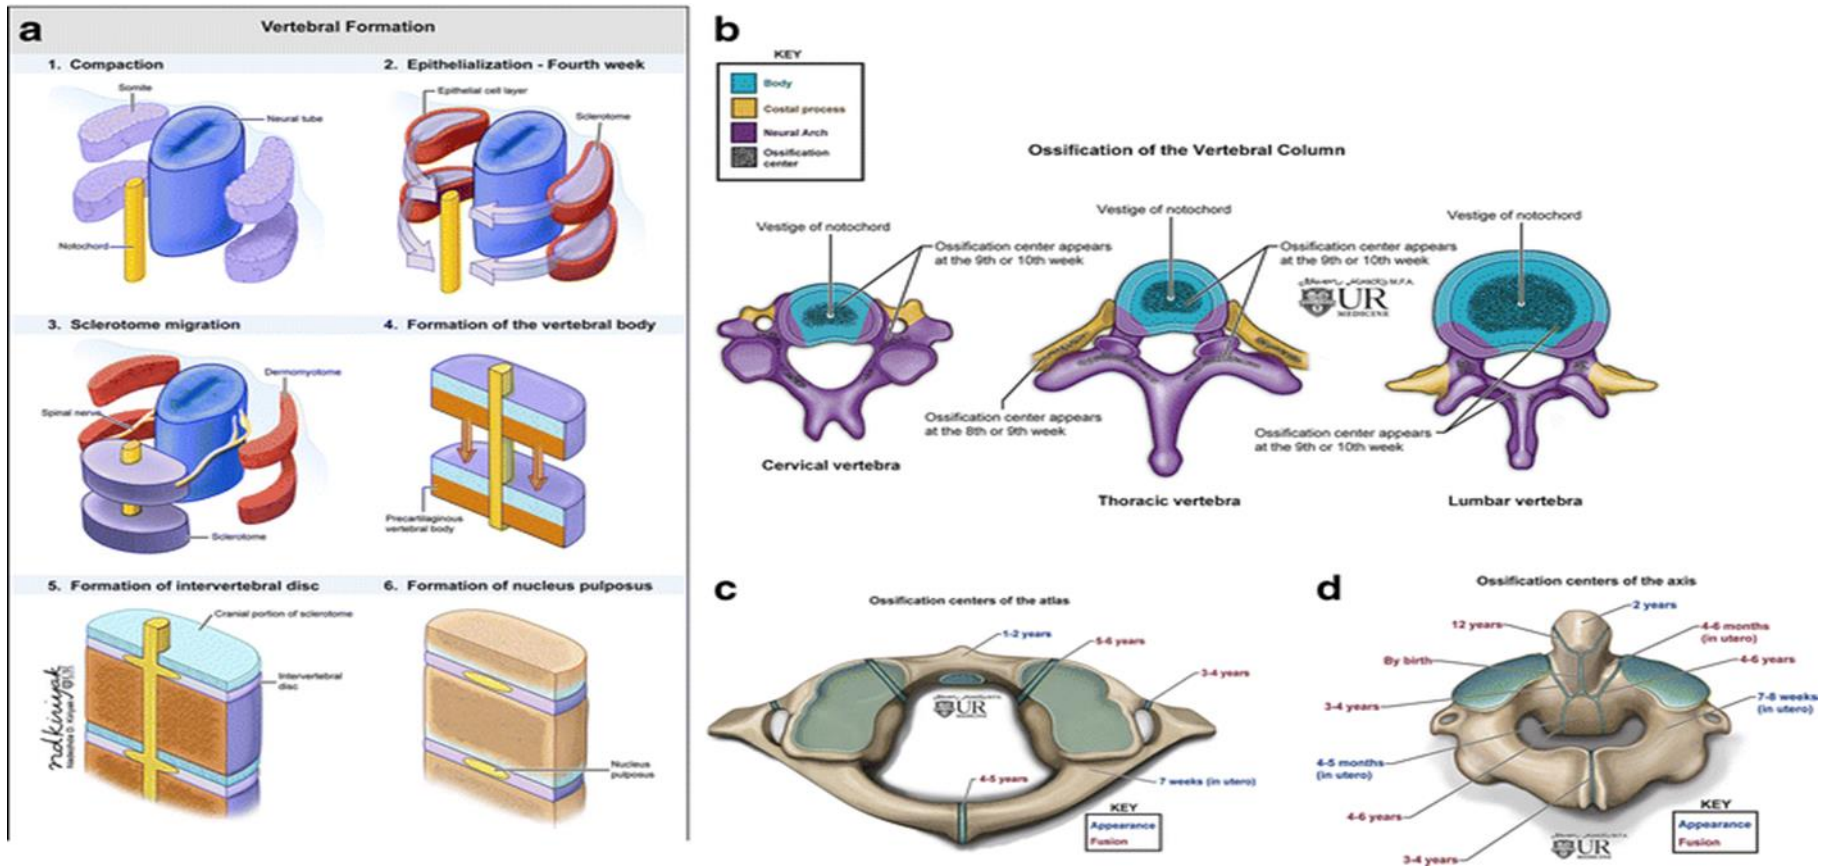 a
Vertebral Formation
1. Compaction
Somite
Neural tube
Notochord
2. Epithelialization - Fourth week
Epithelial cell layer
Sclerotome
3. Sclerotome migration
Dermomyotome
Spinal nerve
Sclerotome
4. Formation of the vertebral body
Precartilaginous
vertebral body
5. Formation of intervertebral disc
Cranial portion of sclerotome
Intervertebral
disc
ndkiriyak
6. Formation of nucleus pulposus
Nucleus
pulposus
b
KEY
Body
Costal process
Neural Arch
Ossification
center
Ossification of the Vertebral Column
Vestige of notochord
Ossification center appears
at the 9th or 10th week
Vestige of notochord
Ossification center appears
at the 9th or 10th week
UR
MEDICINE
Vestige of notochord
Ossification center appears
at the 8th or 9th week
Ossification center appears
at the 9th or 10th week
Cervical vertebra
Thoracic vertebra
Lumbar vertebra
c
Ossification centers of the atlas
1-2 years
5-6 years
3-4 years
UR
MEDICINE
4-5 years
7 weeks (in utero)
KEY
Appearance
Fusion
d
Ossification centers of the axis
2 years
12 years
4-6 months
(in utero)
By birth
4-6 years
3-4 years
7-8 weeks
(in utero)
4-5 months
(in utero)
4-6 years
3-4 years
UR
MEDICINE
KEY
Appearance
Fusion